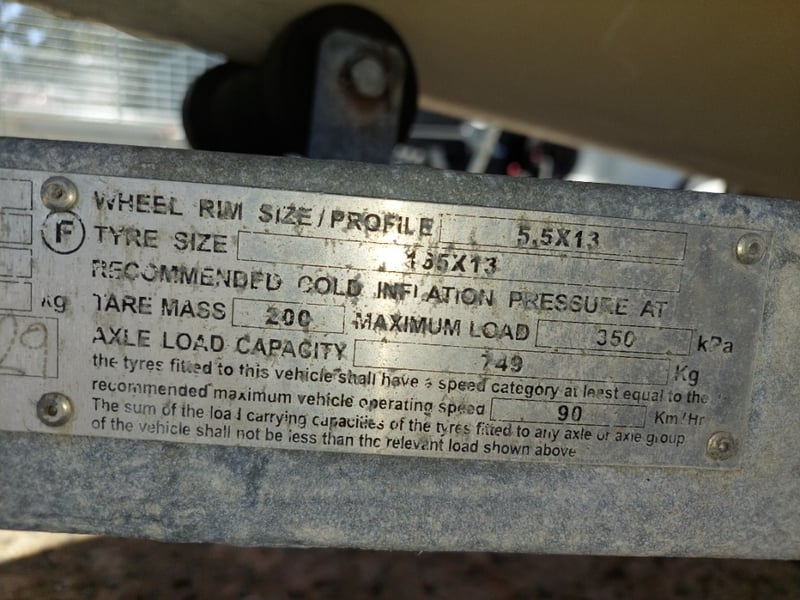 WHEEL RIM SIZE/PROFILE 5.5X13
F TYRE SIZE 185X13
RECOMMENDED COLD INFLATION PRESSURE AT
kg TARE MASS 200 MAXIMUM LOAD 350 kPa
29 AXLE LOAD CAPACITY 749 Kg
the tyres fitted to this vehicle shall have a speed category at least equal to the
recommended maximum vehicle operating speed 90 Km/Hr
The sum of the load carrying capacities of the tyres fitted to any axle or axle group
of the vehicle shall not be less than the relevant load shown above